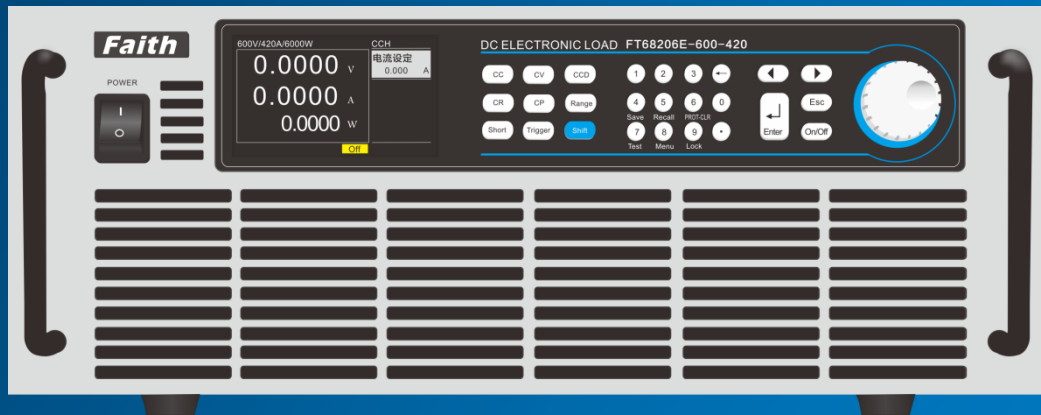 Faith
POWER
600V/420A/6000W CCH
0.0000 V
0.0000 A
0.0000 W
Off
电流设定
0.000 A
DC ELECTRONIC LOAD FT68206E-600-420
CC CV CCD
CR CP Range
Short Trigger Shift
1 2 3 ←
4 5 6 0
Save Recall PROT-CLR
7 8 9 •
Test Menu Lock
Esc
Enter On/Off